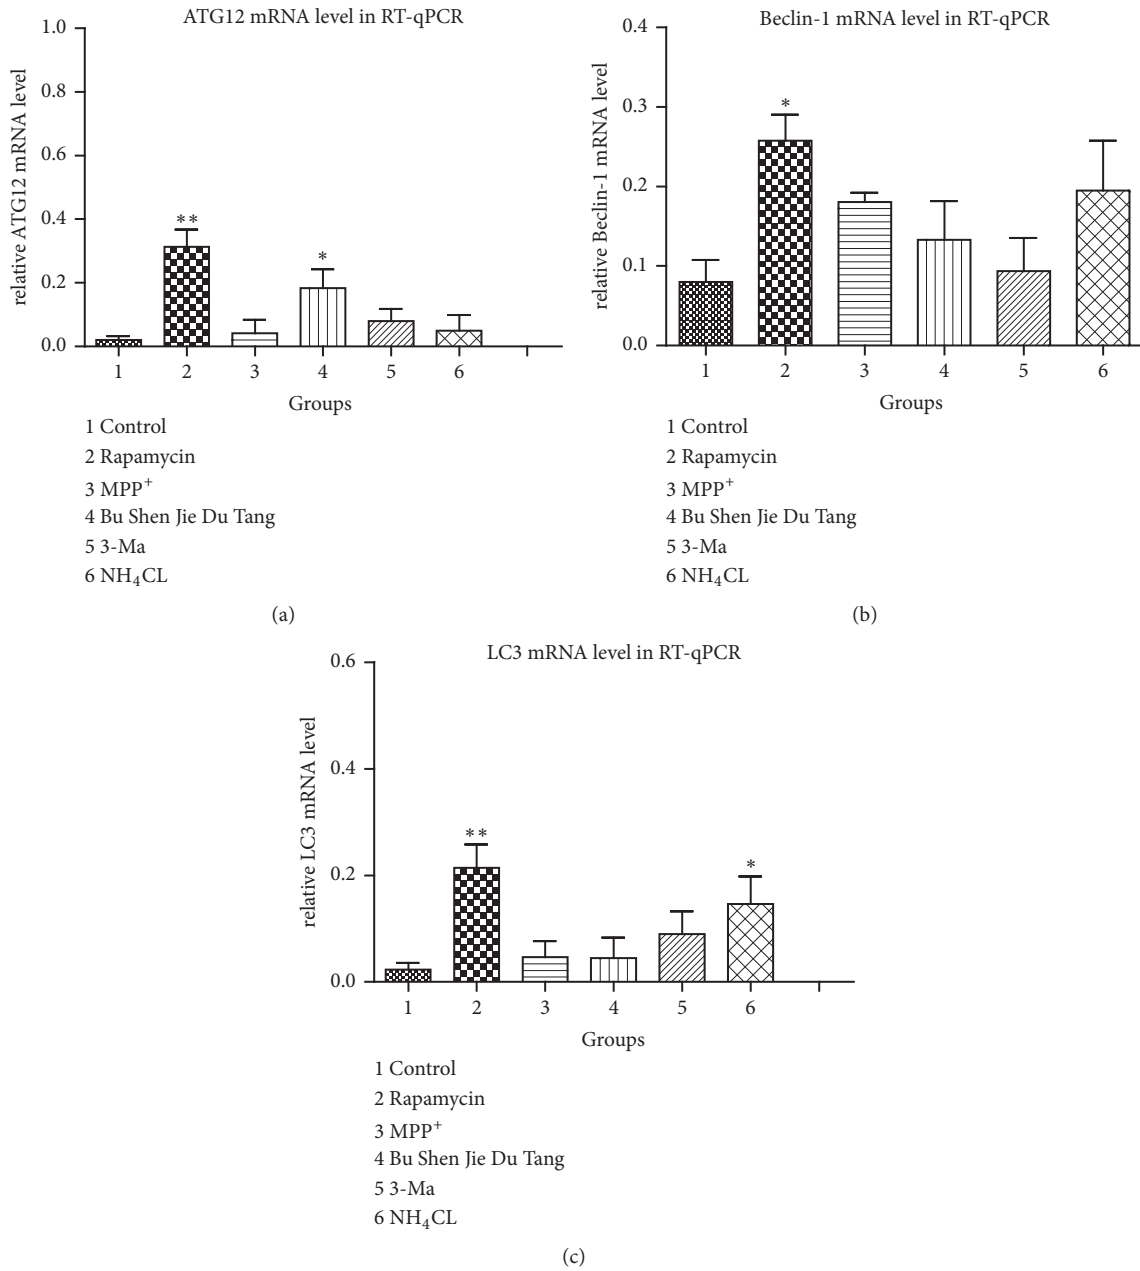 ATG12 mRNA level in RT-qPCR
relative ATG12 mRNA level
1.0
0.8
0.6
0.4
0.2
0.0
**
*
1 2 3 4 5 6
Groups
1 Control
2 Rapamycin
3 MPP⁺
4 Bu Shen Jie Du Tang
5 3-Ma
6 NH₄CL
(a)
Beclin-1 mRNA level in RT-qPCR
relative Beclin-1 mRNA level
0.4
0.3
0.2
0.1
0.0
*
1 2 3 4 5 6
Groups
1 Control
2 Rapamycin
3 MPP⁺
4 Bu Shen Jie Du Tang
5 3-Ma
6 NH₄CL
(b)
LC3 mRNA level in RT-qPCR
relative LC3 mRNA level
0.6
0.4
0.2
0.0
**
*
1 2 3 4 5 6
Groups
1 Control
2 Rapamycin
3 MPP⁺
4 Bu Shen Jie Du Tang
5 3-Ma
6 NH₄CL
(c)